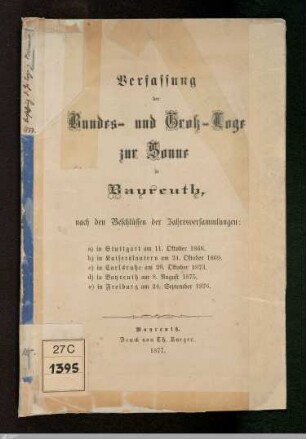 Verfassung
der
Bundes- und Groß-Loge
zur Sonne
in
Bayreuth,
nach den Beschlüssen der Jahresversammlungen:
a) in Stuttgart am 11. Oktober 1868.
b) in Kaiserslautern am 24. Oktober 1869.
c) in Carlsruhe am 26. Oktober 1873.
d) in Bayreuth am 8. August 1875.
e) in Freiburg am 24. September 1876.
Bayreuth.
Druck von Th. Burger.
1877.
27C
1395